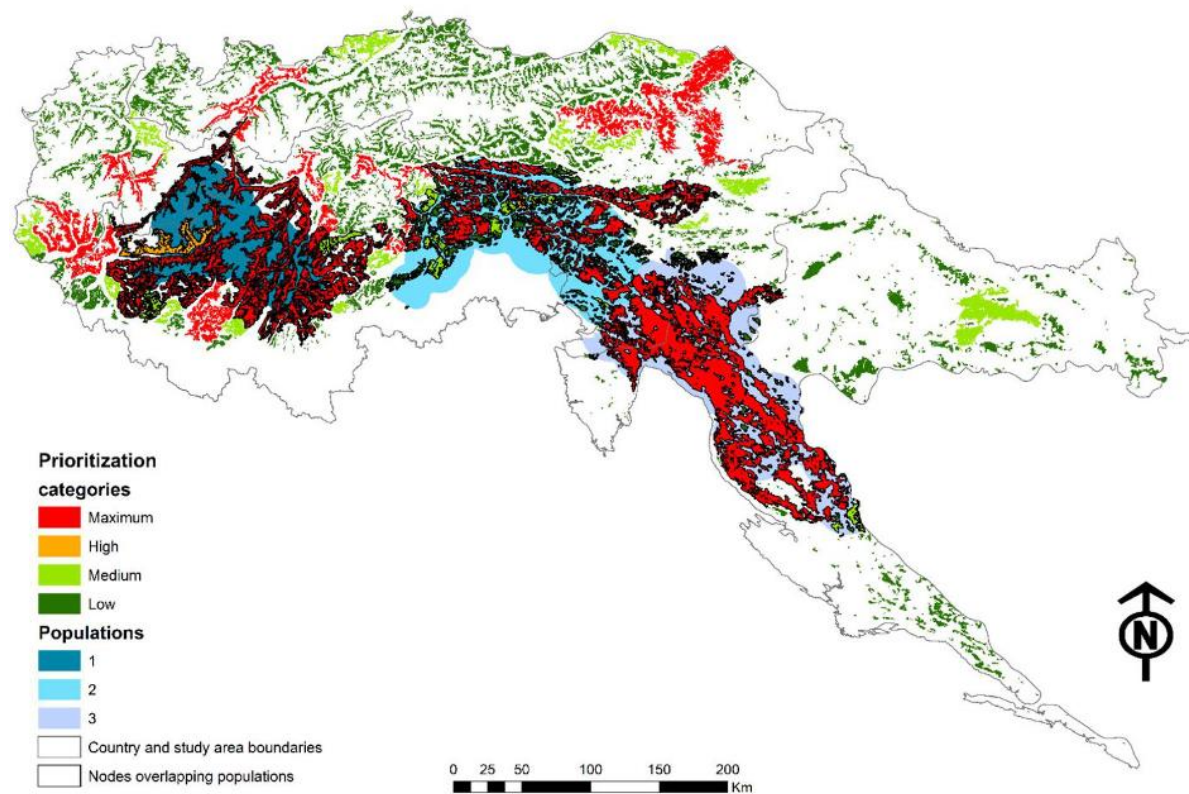 Prioritization
categories
Maximum
High
Medium
Low
Populations
1
2
3
Country and study area boundaries
Nodes overlapping populations
0 25 50 100 150 200
Km
N